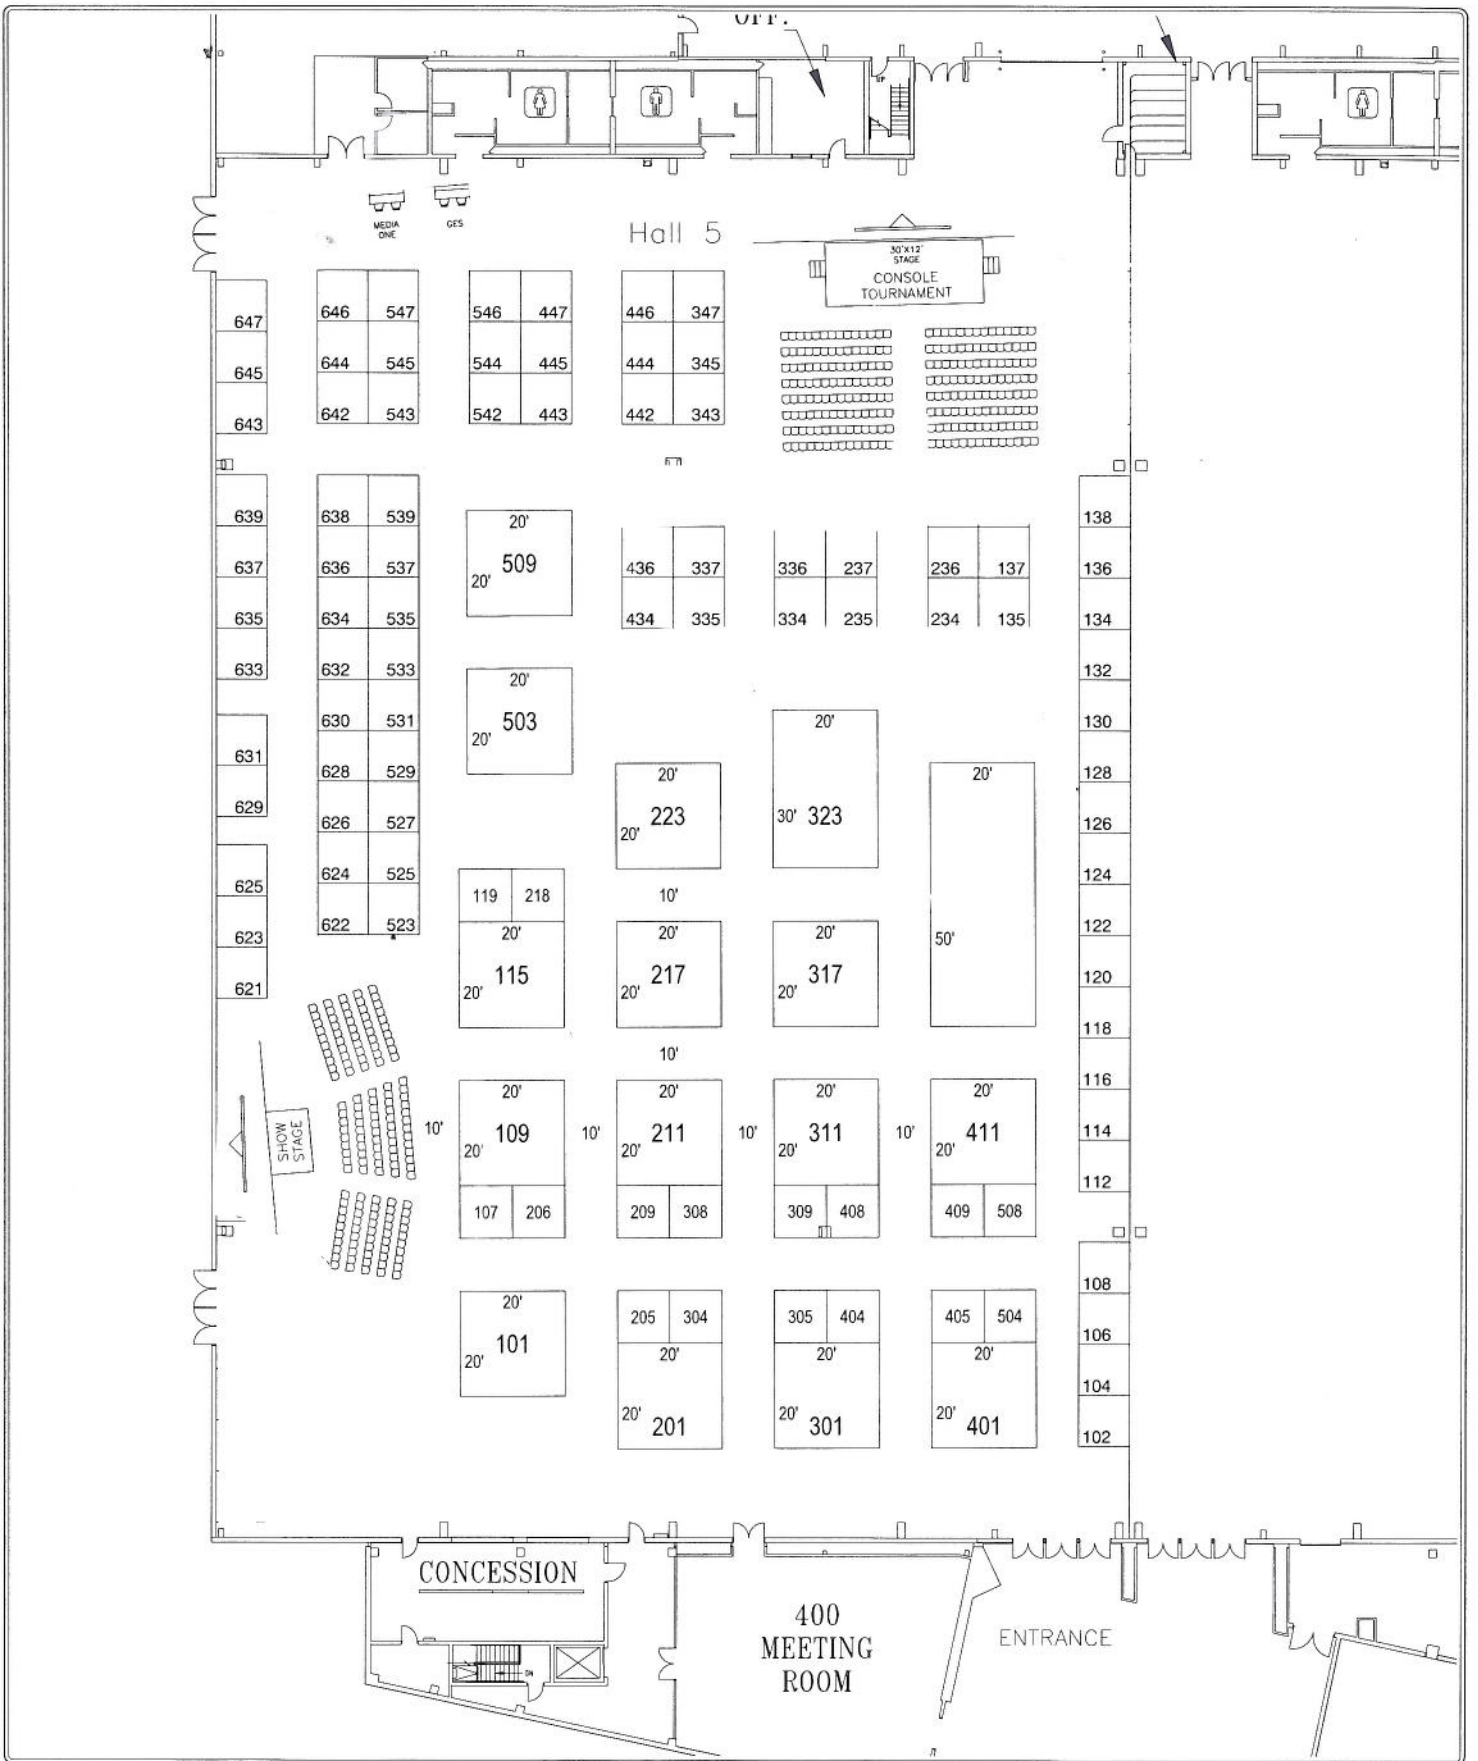 OFF.
UP
MEDIA
ONE
GES
Hall 5
30'X12'
STAGE
CONSOLE
TOURNAMENT
647
646 547 546 447 446 347
645
644 545 544 445 444 345
643
642 543 542 443 442 343
639 638 539 20' 138
509
20'
637 636 537 436 337 336 237 236 137 136
635 634 535 434 335 334 235 234 135 134
633 632 533 20' 132
503
20'
630 531 20' 130
631
628 529 20' 20' 128
629
626 527 20' 223 30' 323 126
625 624 525 124
119 218 10'
623 622 523 122
20' 20' 20' 50'
115 217 317 120
20' 20' 20'
621
118
10'
116
20' 20' 20' 20'
SHOW
STAGE
10' 109 10' 211 10' 311 10' 411 114
20' 20' 20' 20'
112
107 206 209 308 309 408 409 508
108
20' 205 304 305 404 405 504
101 106
20' 20' 20' 20'
104
20' 201 20' 301 20' 401 102
CONCESSION
400
MEETING
ROOM
ENTRANCE
DN